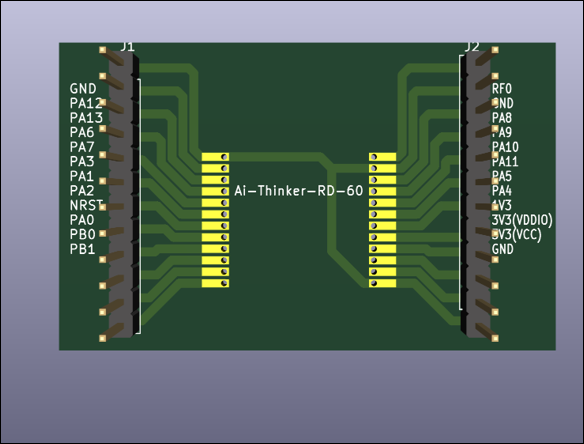 J1
J2
GND
PA12
PA13
PA6
PA7
PA3
PA1
PA2
NRST
PA0
PB0
PB1
Ai-Thinker-RD-60
RF0
GND
PA8
PA9
PA10
PA11
PA5
PA4
1V3
3V3(VDDIO)
3V3(VCC)
GND